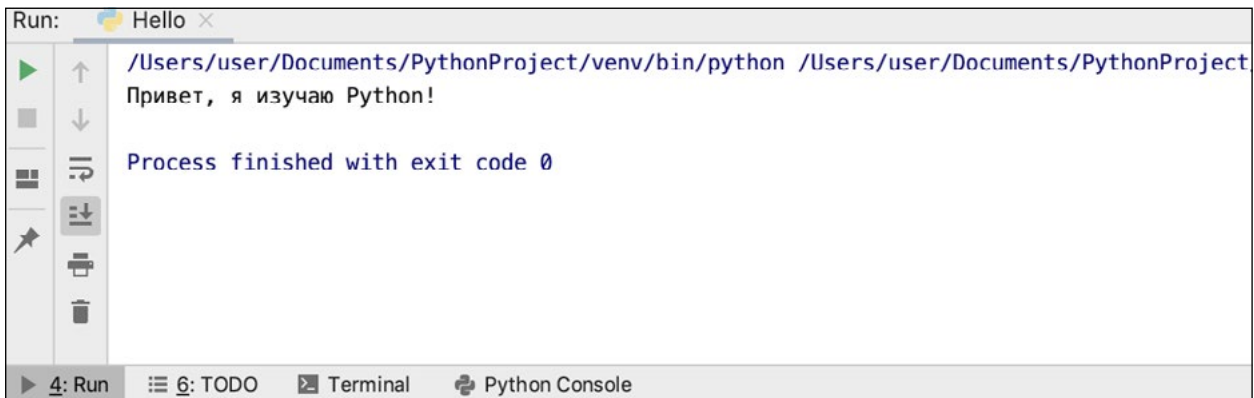 Run: Hello
/Users/user/Documents/PythonProject/venv/bin/python /Users/user/Documents/PythonProject
Привет, я изучаю Python!
Process finished with exit code 0
4: Run 6: TODO Terminal Python Console